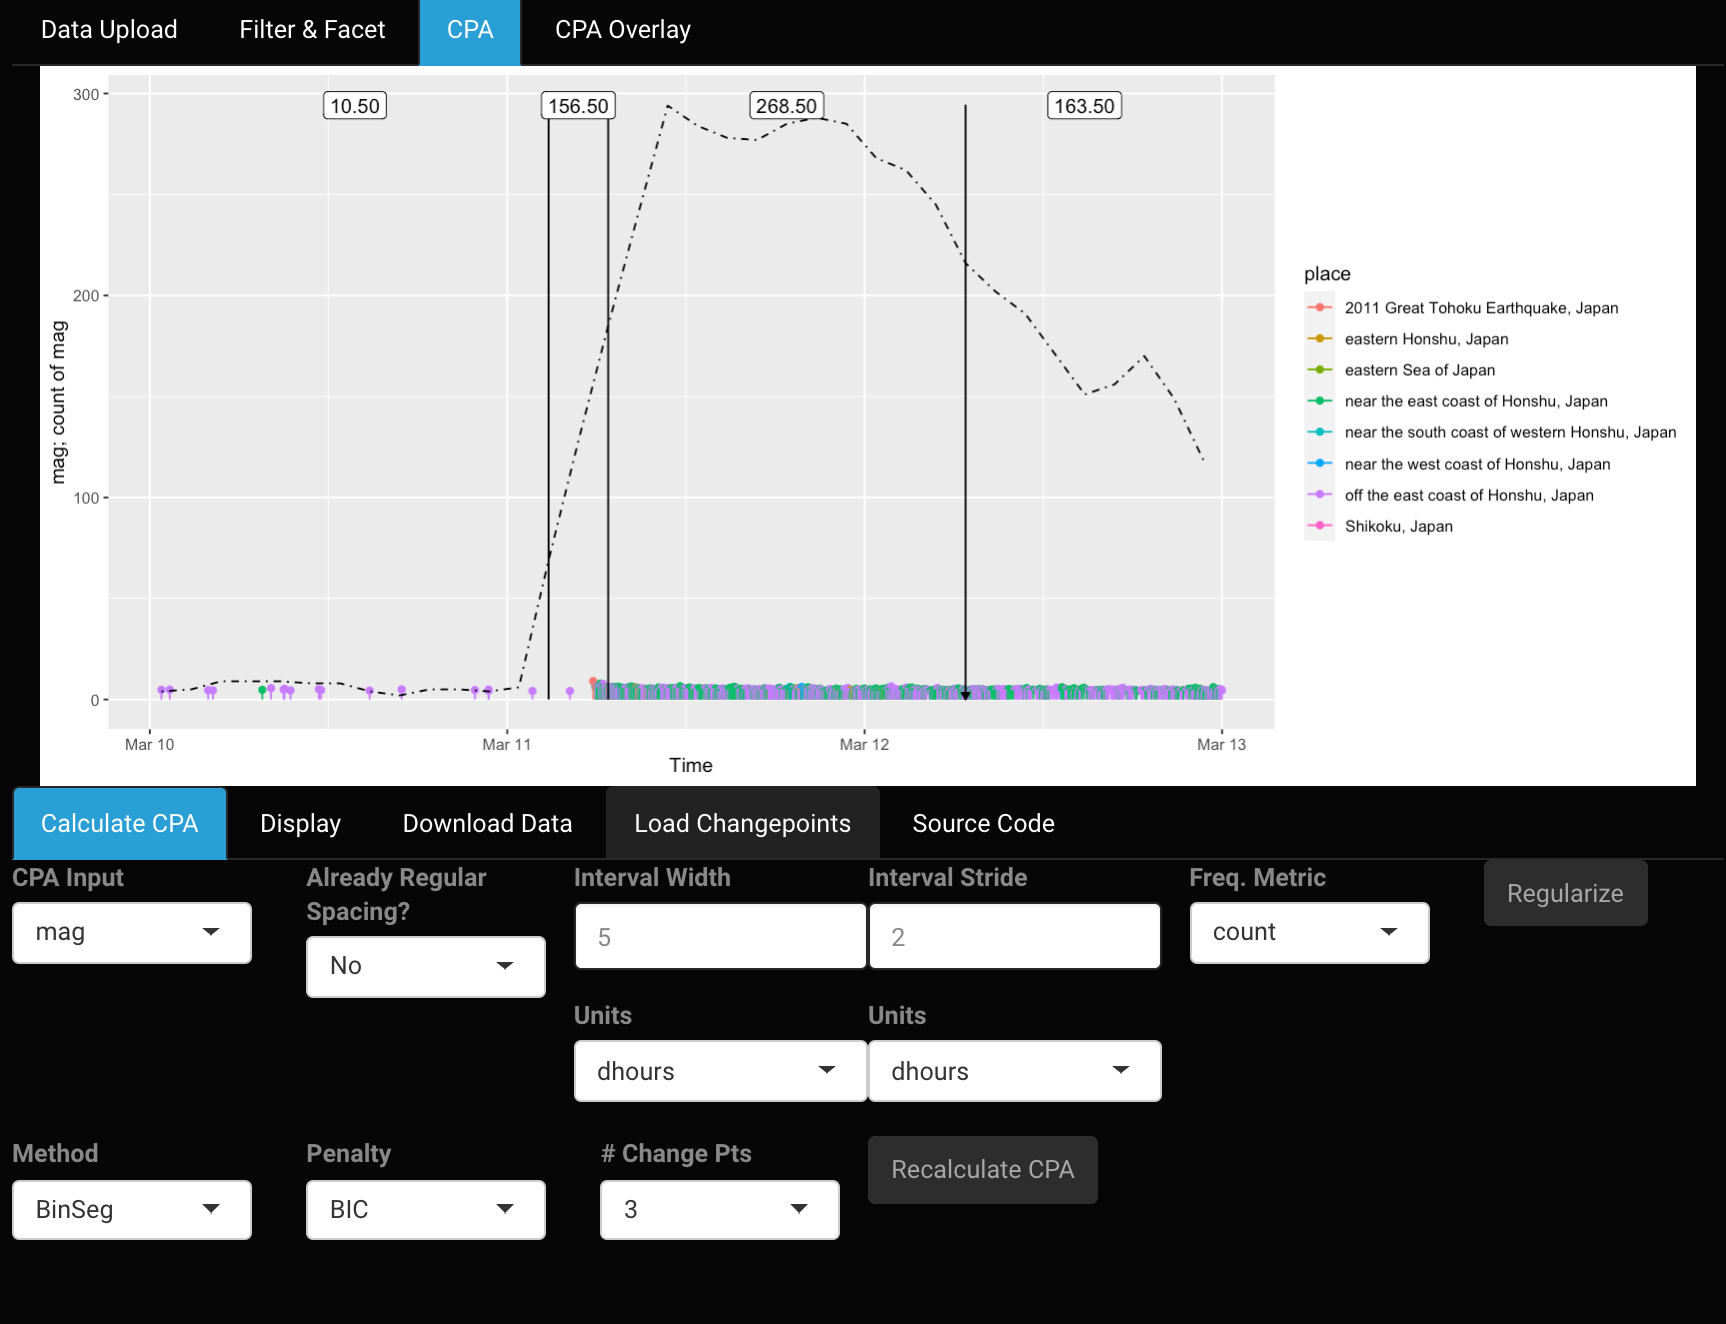 Data Upload
Filter & Facet
CPA
CPA Overlay
300
10.50
156.50
268.50
163.50
200
100
0
mag; count of mag
Mar 10
Mar 11
Mar 12
Mar 13
Time
place
2011 Great Tohoku Earthquake, Japan
eastern Honshu, Japan
eastern Sea of Japan
near the east coast of Honshu, Japan
near the south coast of western Honshu, Japan
near the west coast of Honshu, Japan
off the east coast of Honshu, Japan
Shikoku, Japan
Calculate CPA
Display
Download Data
Load Changepoints
Source Code
CPA Input
mag
Already Regular
Spacing?
No
Interval Width
5
Interval Stride
2
Freq. Metric
count
Regularize
Units
dhours
Units
dhours
Method
BinSeg
Penalty
BIC
# Change Pts
3
Recalculate CPA